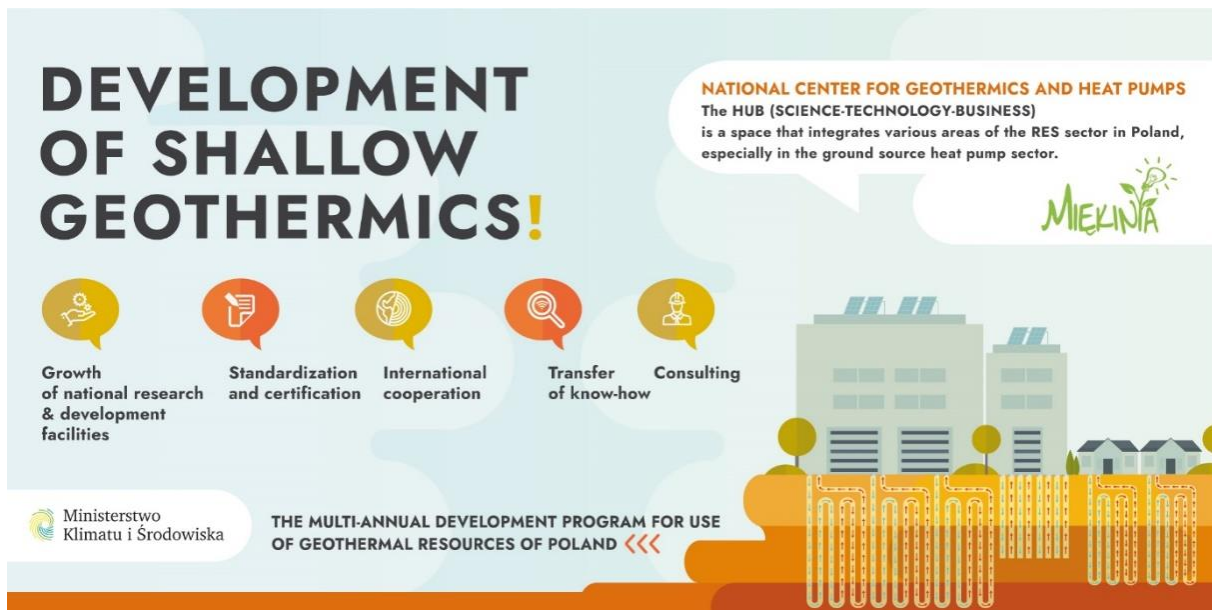 DEVELOPMENT
OF SHALLOW
GEOTHERMICS!
NATIONAL CENTER FOR GEOTHERMICS AND HEAT PUMPS
The HUB (SCIENCE-TECHNOLOGY-BUSINESS)
is a space that integrates various areas of the RES sector in Poland,
especially in the ground source heat pump sector.
MIĘKINIA
Growth
of national research
& development
facilities
Standardization
and certification
International
cooperation
Transfer
of know-how
Consulting
Ministerstwo
Klimatu i Środowiska
THE MULTI-ANNUAL DEVELOPMENT PROGRAM FOR USE
OF GEOTHERMAL RESOURCES OF POLAND